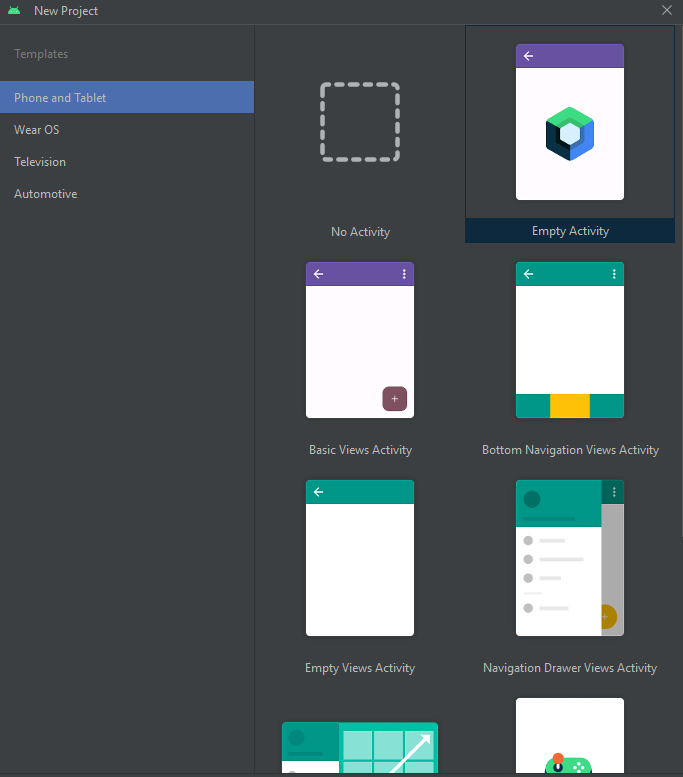 New Project
Templates
Phone and Tablet
Wear OS
Television
Automotive
No Activity
Empty Activity
Basic Views Activity
Bottom Navigation Views Activity
Empty Views Activity
Navigation Drawer Views Activity